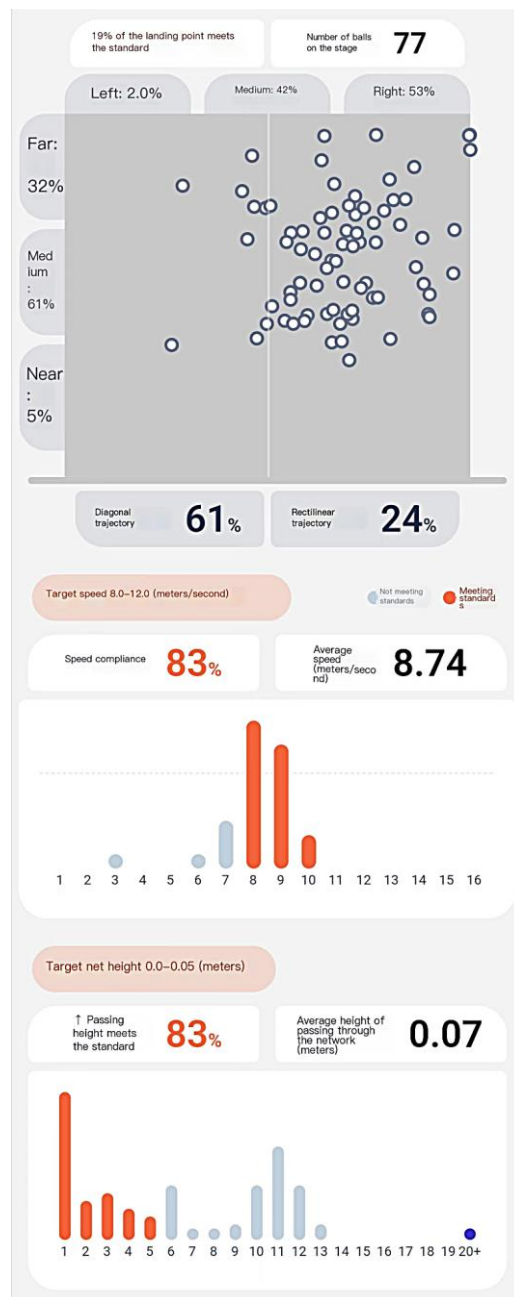 19% of the landing point meets
the standard
Number of balls
on the stage
77
Left: 2.0%
Medium: 42%
Right: 53%
Far:
32%
Med
ium
:
61%
Near
:
5%
Diagonal
trajectory
61%
Rectilinear
trajectory
24%
Target speed 8.0-12.0 (meters/second)
Not meeting
standards
Meeting
standard
s
Speed compliance
83%
Average
speed
(meters/seco
nd)
8.74
1 2 3 4 5 6 7 8 9 10 11 12 13 14 15 16
Target net height 0.0-0.05 (meters)
↑ Passing
height meets
the standard
83%
Average height of
passing through
the network
(meters)
0.07
1 2 3 4 5 6 7 8 9 10 11 12 13 14 15 16 17 18 19 20+